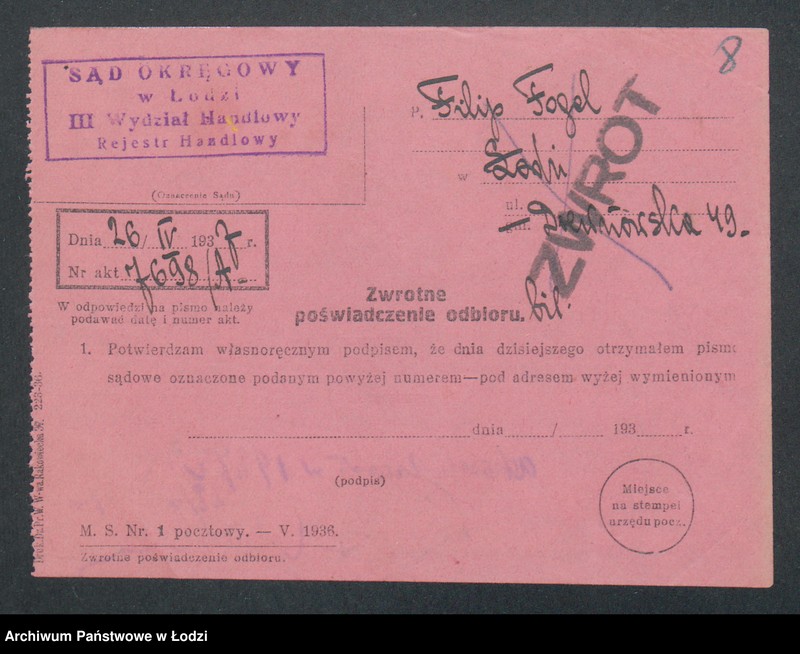 8
SĄD OKRĘGOWY
w Łodzi
III Wydział Handlowy
Rejestr Handlowy
(Oznaczenie Sądu)
P. Filip Fogel
w Łodzi
ul.
gm. 49.
ZWROT
Dnia 26/IV 1937 r.
Nr akt 7698/A
W odpowiedzi na pismo należy
podawać datę i numer akt.
Zwrotne
poświadczenie odbioru.
1. Potwierdzam własnoręcznym podpisem, że dnia dzisiejszego otrzymałem pismo
sądowe oznaczone podanym powyżej numerem—pod adresem wyżej wymienionym
dnia / 193 r.
(podpis)
Miejsce
na stempel
urzędu pocz.
M. S. Nr. 1 pocztowy. — V. 1936.
Zwrotne poświadczenie odbioru.
Archiwum Państwowe w Łodzi